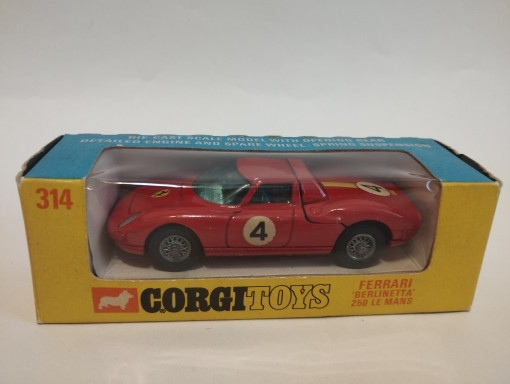 DIE-CAST SCALE MODEL WITH OPENING REAR
DETAILED ENGINE AND SPARE WHEEL. SPRING SUSPENSION
314
4
4
CORGI TOYS
FERRARI
'BERLINETTA'
250 LE MANS